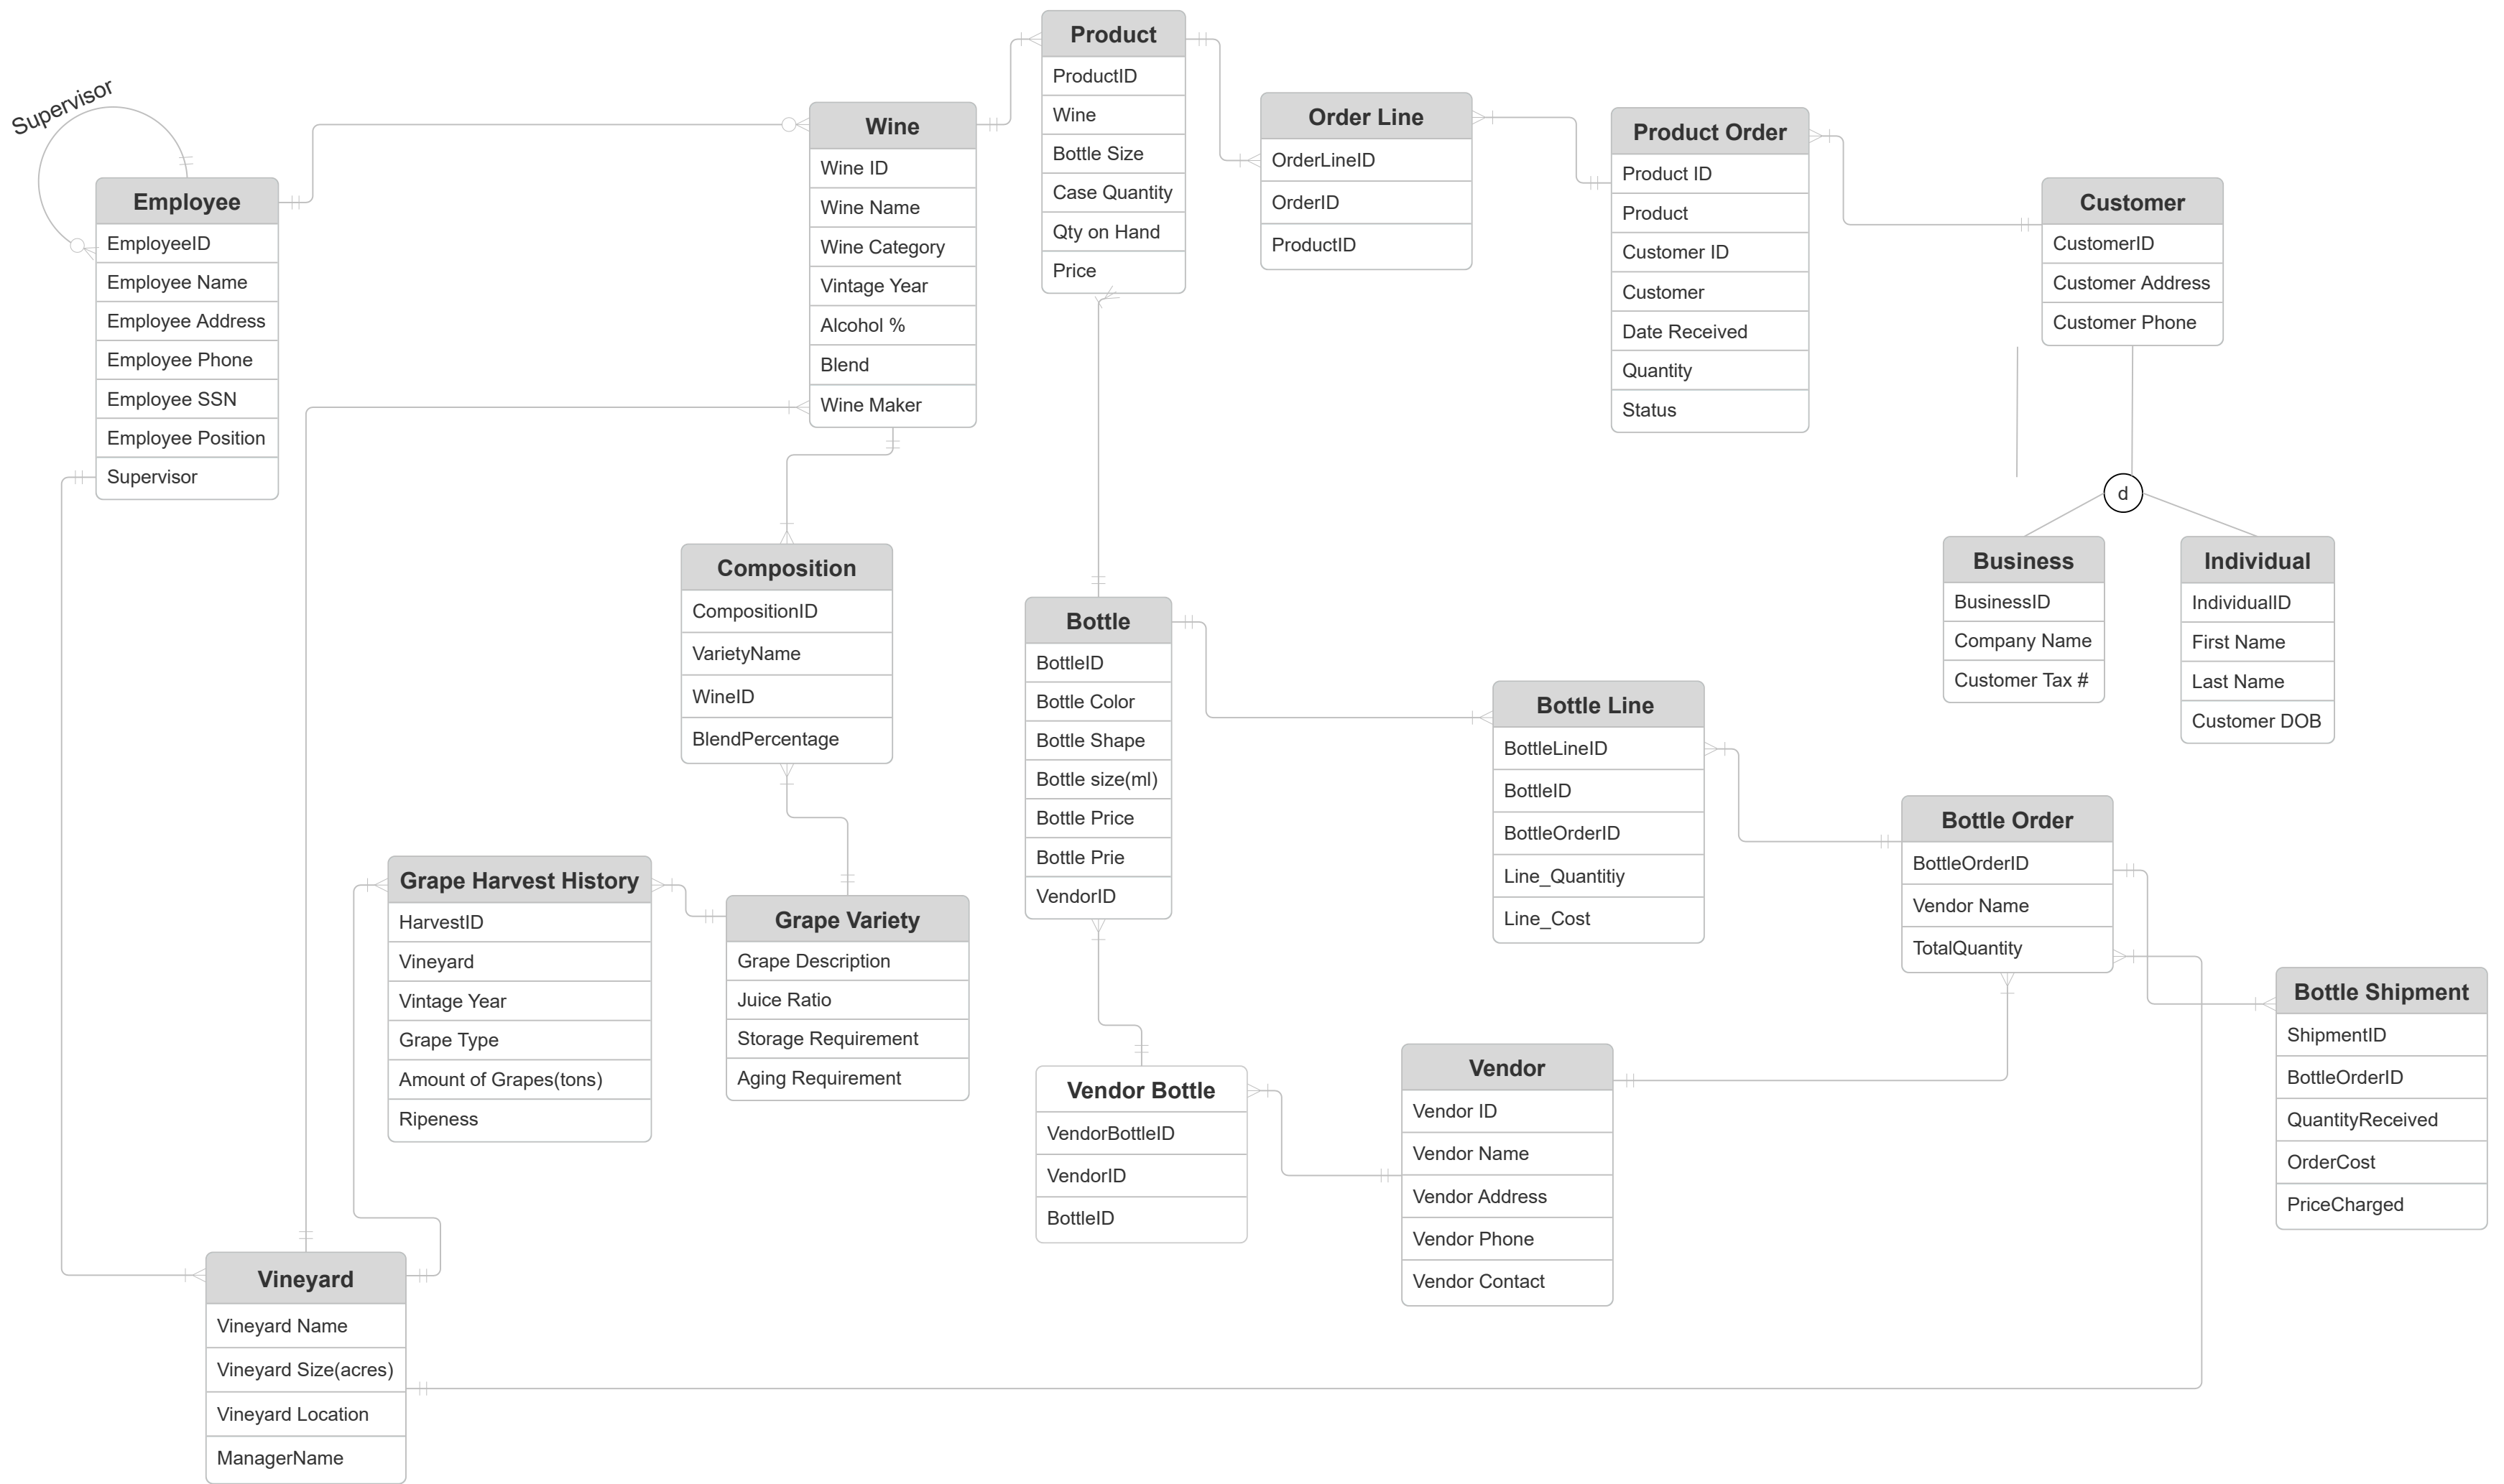 Supervisor
Employee
EmployeeID
Employee Name
Employee Address
Employee Phone
Employee SSN
Employee Position
Supervisor
Wine
Wine ID
Wine Name
Wine Category
Vintage Year
Alcohol %
Blend
Wine Maker
Product
ProductID
Wine
Bottle Size
Case Quantity
Qty on Hand
Price
Order Line
OrderLineID
OrderID
ProductID
Product Order
Product ID
Product
Customer ID
Customer
Date Received
Quantity
Status
Customer
CustomerID
Customer Address
Customer Phone
d
Business
BusinessID
Company Name
Customer Tax #
Individual
IndividualID
First Name
Last Name
Customer DOB
Composition
CompositionID
VarietyName
WineID
BlendPercentage
Bottle
BottleID
Bottle Color
Bottle Shape
Bottle size(ml)
Bottle Price
Bottle Prie
VendorID
Bottle Line
BottleLineID
BottleID
BottleOrderID
Line_Quantitiy
Line_Cost
Bottle Order
BottleOrderID
Vendor Name
TotalQuantity
Bottle Shipment
ShipmentID
BottleOrderID
QuantityReceived
OrderCost
PriceCharged
Grape Harvest History
HarvestID
Vineyard
Vintage Year
Grape Type
Amount of Grapes(tons)
Ripeness
Grape Variety
Grape Description
Juice Ratio
Storage Requirement
Aging Requirement
Vendor Bottle
VendorBottleID
VendorID
BottleID
Vendor
Vendor ID
Vendor Name
Vendor Address
Vendor Phone
Vendor Contact
Vineyard
Vineyard Name
Vineyard Size(acres)
Vineyard Location
ManagerName